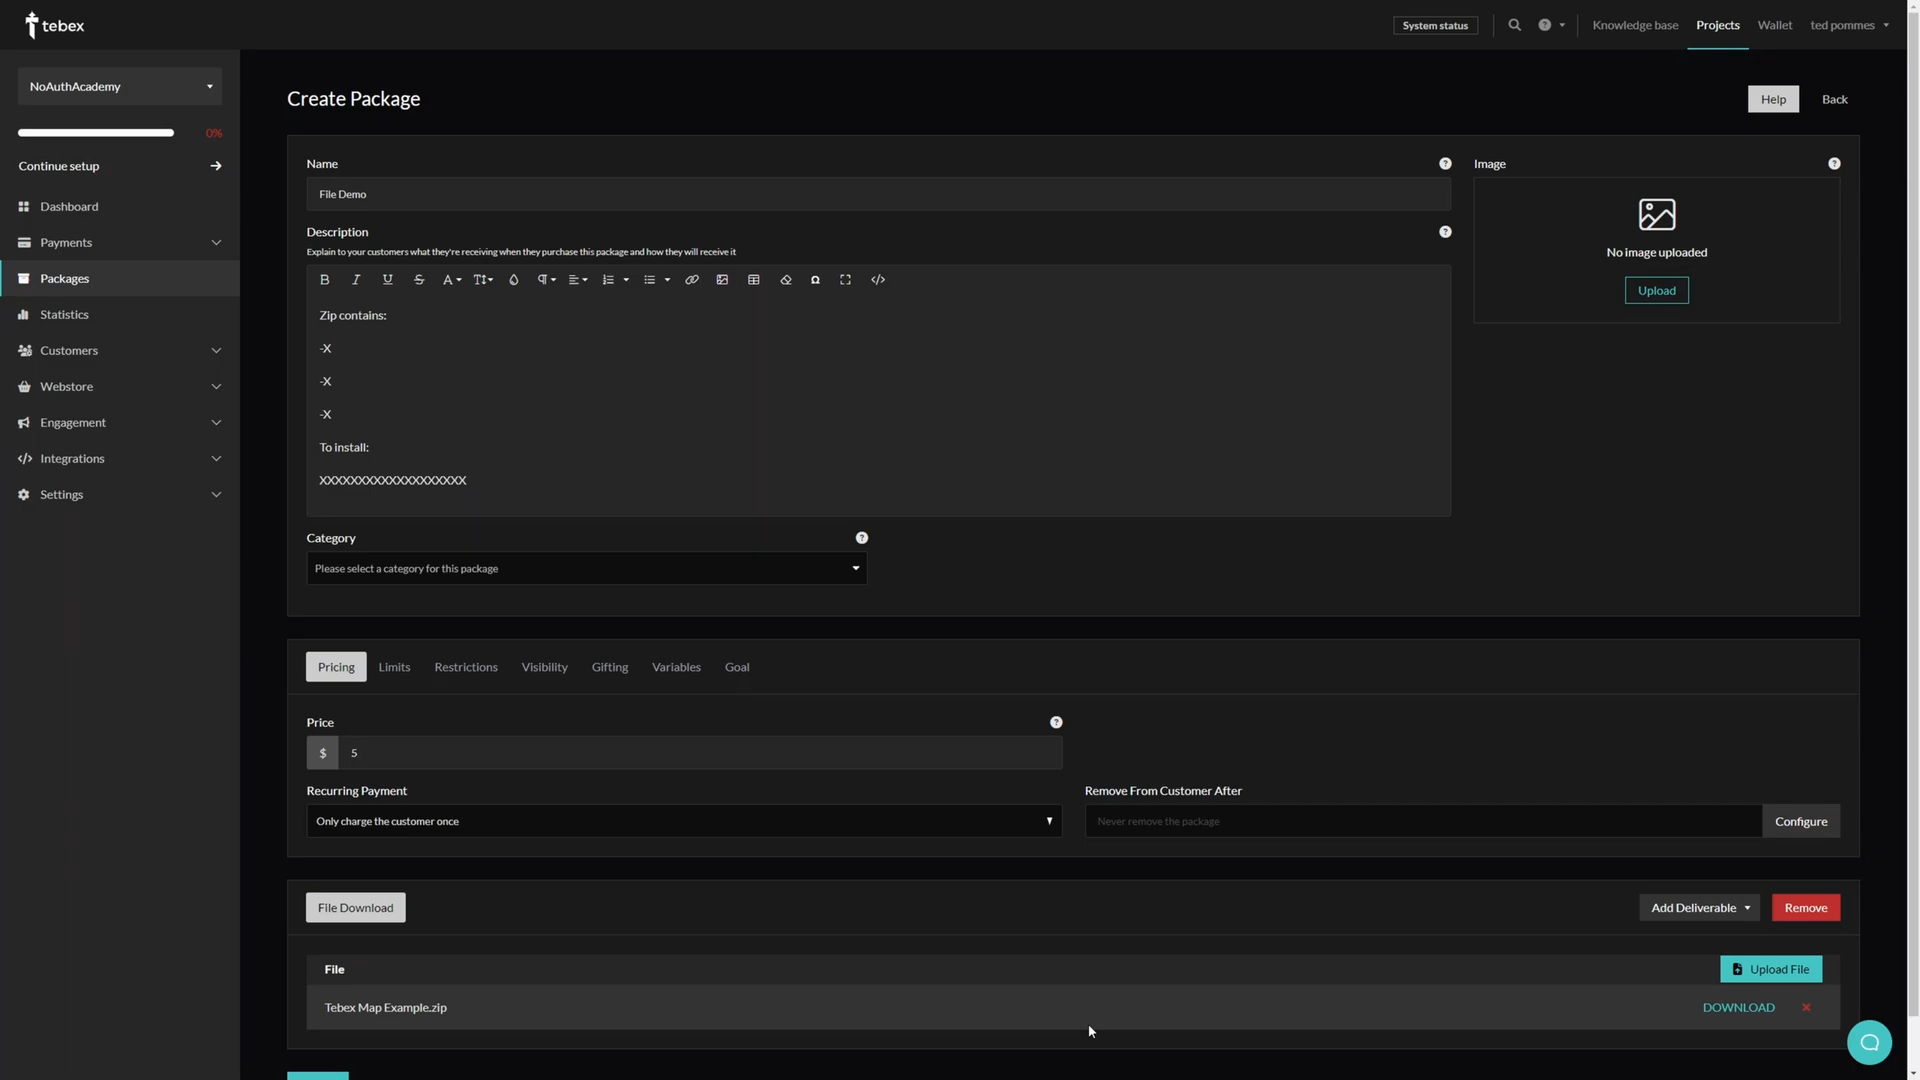 tebex
System status
Knowledge base
Projects
Wallet
ted pommes
NoAuthAcademy
0%
Continue setup
Dashboard
Payments
Packages
Statistics
Customers
Webstore
Engagement
Integrations
Settings
Create Package
Help
Back
Name
File Demo
Description
Explain to your customers what they're receiving when they purchase this package and how they will receive it
Zip contains:
-X
-X
-X
To install:
XXXXXXXXXXXXXXXXXXX
Image
No image uploaded
Upload
Category
Please select a category for this package
Pricing
Limits
Restrictions
Visibility
Gifting
Variables
Goal
Price
$ 5
Recurring Payment
Only charge the customer once
Remove From Customer After
Never remove the package
Configure
File Download
Add Deliverable
Remove
File
Upload File
Tebex Map Example.zip
DOWNLOAD